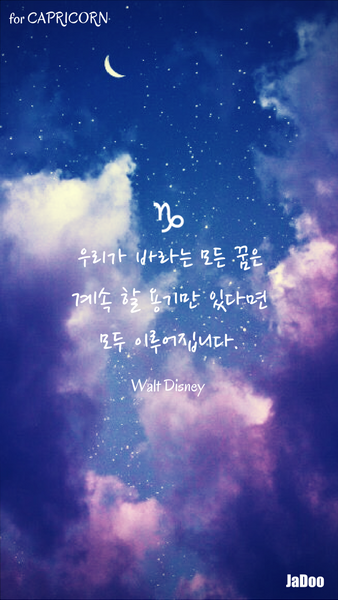 for CAPRICORN
♑
우리가 바라는 모든 꿈은
계속 할 용기만 있다면
모두 이루어집니다.
Walt Disney
JaDoo